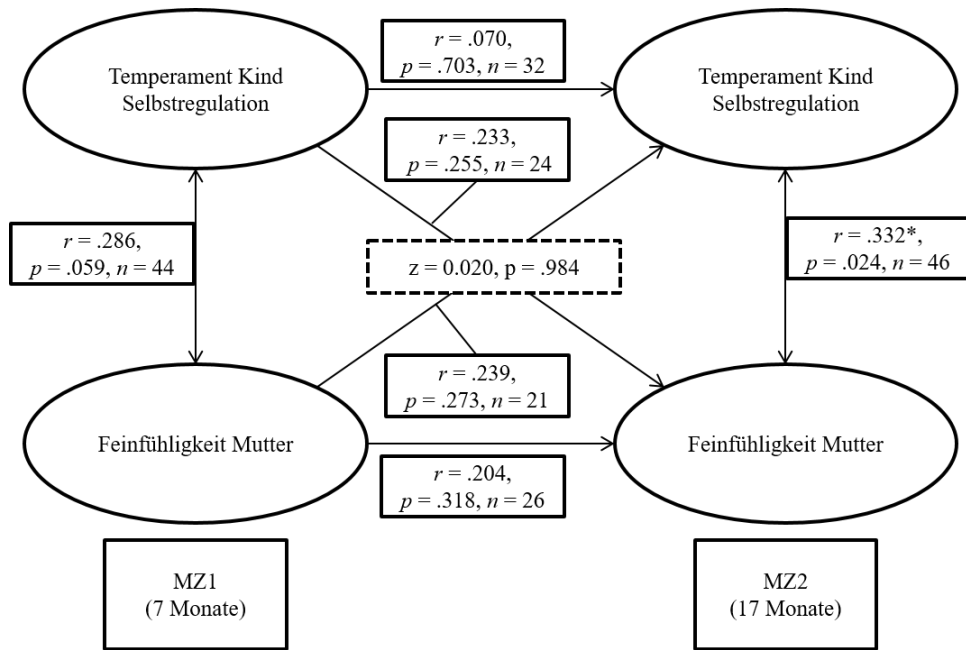 r = .070,
p = .703, n = 32
Temperament Kind
Selbstregulation
Temperament Kind
Selbstregulation
r = .233,
p = .255, n = 24
r = .286,
p = .059, n = 44
z = 0.020, p = .984
r = .332*,
p = .024, n = 46
r = .239,
p = .273, n = 21
Feinfühligkeit Mutter
Feinfühligkeit Mutter
r = .204,
p = .318, n = 26
MZ1
(7 Monate)
MZ2
(17 Monate)